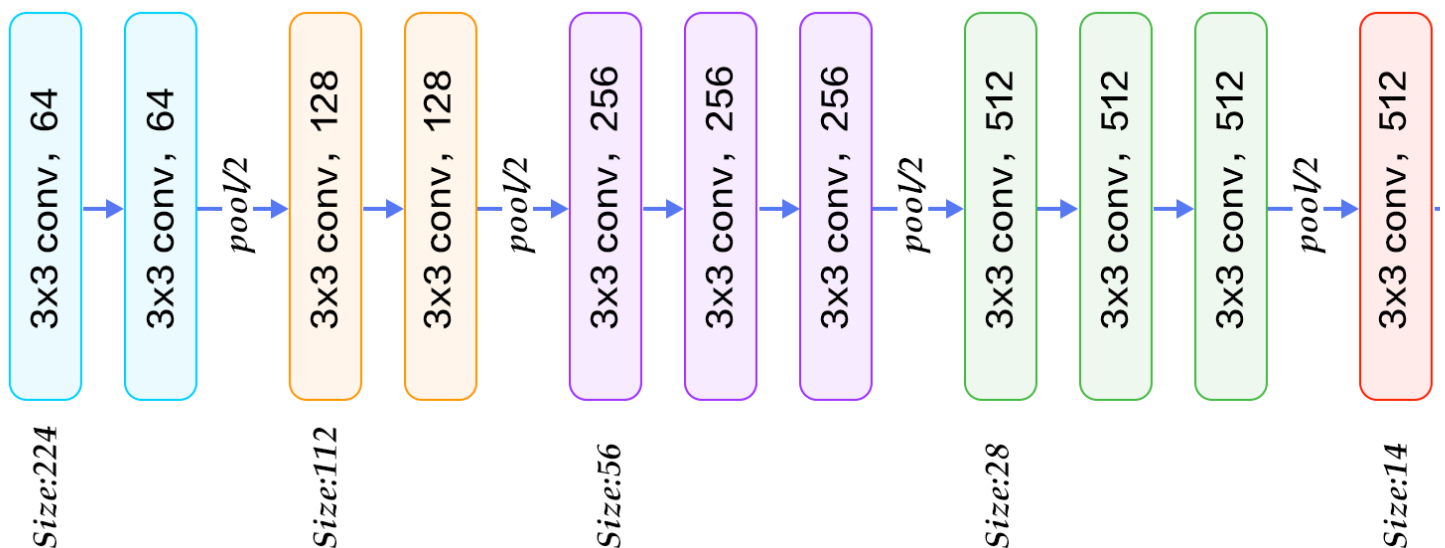 3x3 conv, 64
3x3 conv, 64
pool/2
3x3 conv, 128
3x3 conv, 128
pool/2
3x3 conv, 256
3x3 conv, 256
3x3 conv, 256
pool/2
3x3 conv, 512
3x3 conv, 512
3x3 conv, 512
pool/2
3x3 conv, 512
Size:224
Size:112
Size:56
Size:28
Size:14